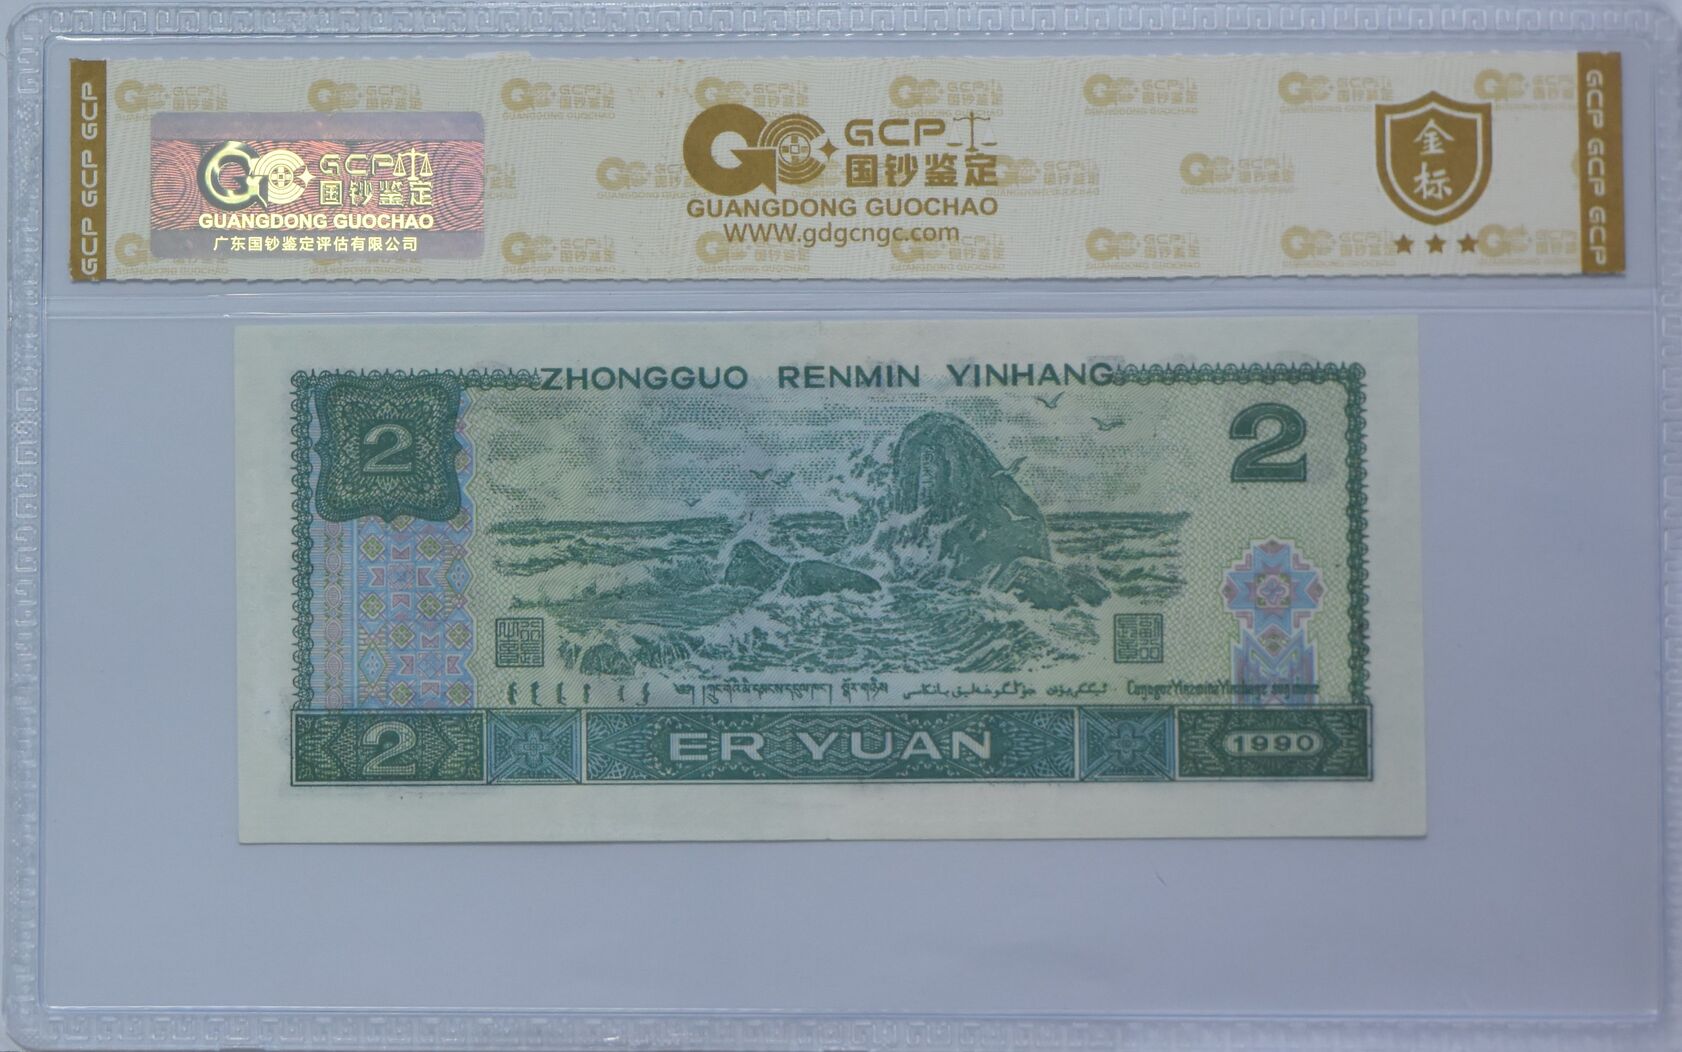 GCP GCP GCP
GCP
国钞鉴定
GUANGDONG GUOCHAO
广东国钞鉴定评估有限公司
GCP
国钞鉴定
GUANGDONG GUOCHAO
WWW.gdgcngc.com
金标
GCP GCP GCP
ZHONGGUO RENMIN YINHANG
2
2
2
ER YUAN
1990